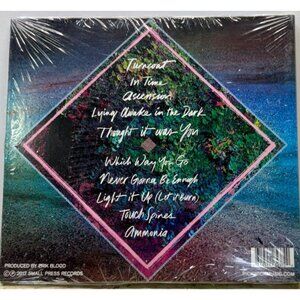 Turncoat
In Time
Ascension
Lying Awake in the Dark
Thought it was You
Which Way You Go
Never Gonna Be Enough
Light it Up (Let it Burn)
Touch Spines
Ammonia
PRODUCED BY ERIK BLOOD
©℗ 2017 SMALL PRESS RECORDS